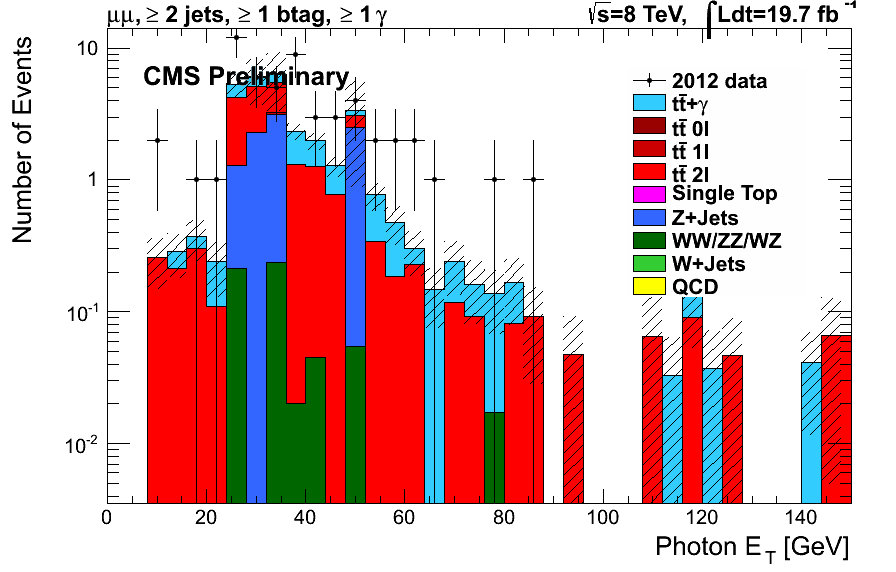 μμ, ≥ 2 jets, ≥ 1 btag, ≥ 1 γ √s=8 TeV, ∫Ldt=19.7 fb⁻¹
CMS Preliminary
Number of Events
10
1
10⁻¹
10⁻²
2012 data
tt̄+γ
tt̄ 0l
tt̄ 1l
tt̄ 2l
Single Top
Z+Jets
WW/ZZ/WZ
W+Jets
QCD
0 20 40 60 80 100 120 140
Photon E_T [GeV]